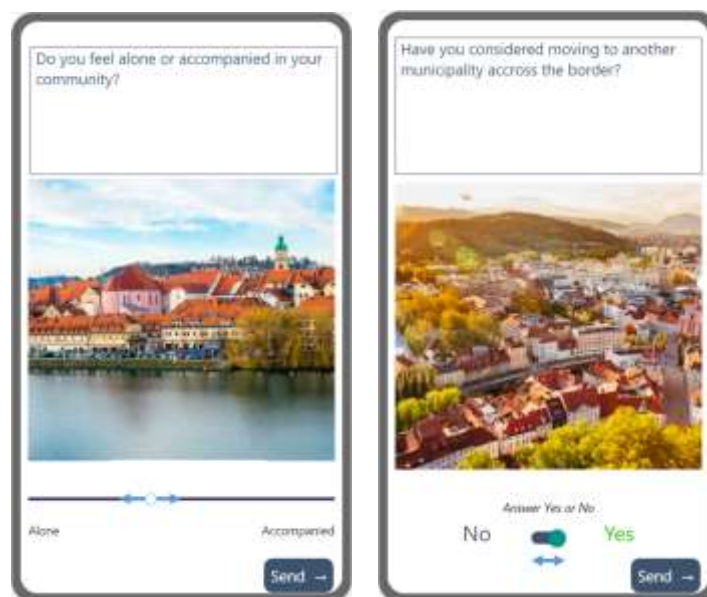 Do you feel alone or accompanied in your
community?
Alone
Accompanied
Send →
Have you considered moving to another
municipality accross the border?
Answer Yes or No
No
Yes
Send →